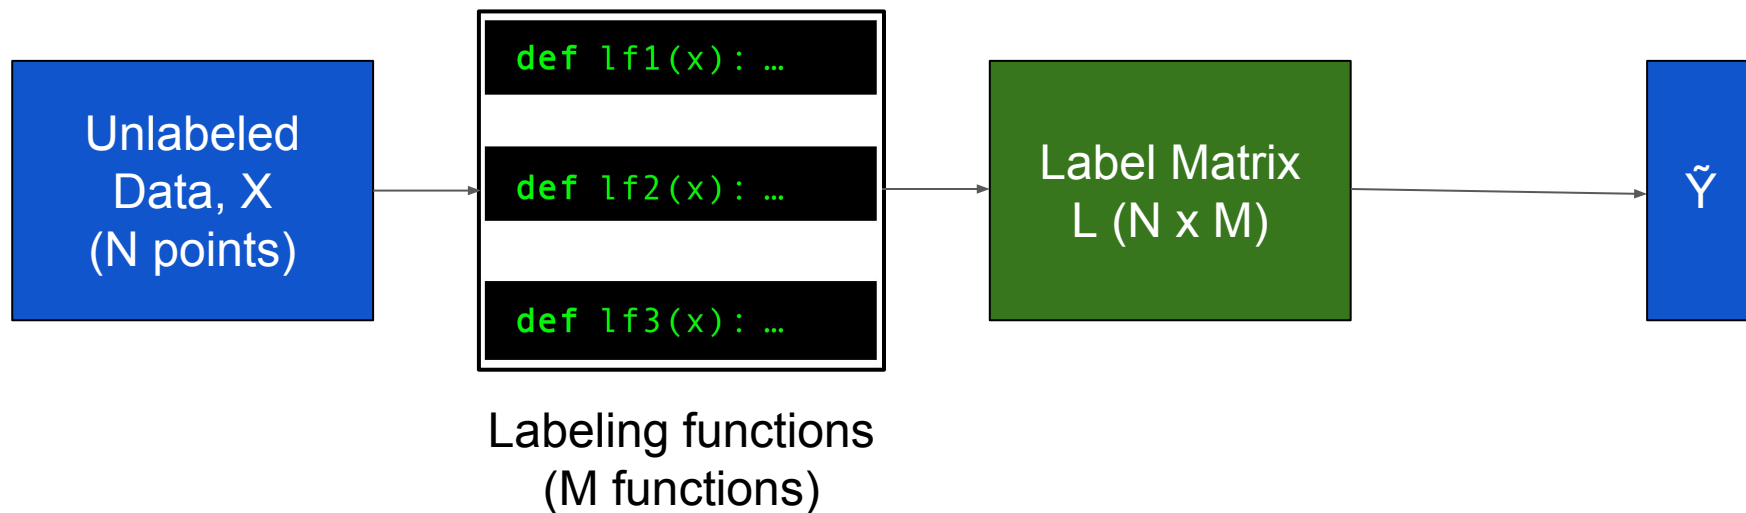 Unlabeled
Data, X
(N points)
def lf1(x): …
def lf2(x): …
def lf3(x): …
Labeling functions
(M functions)
Label Matrix
L (N x M)
Ỹ